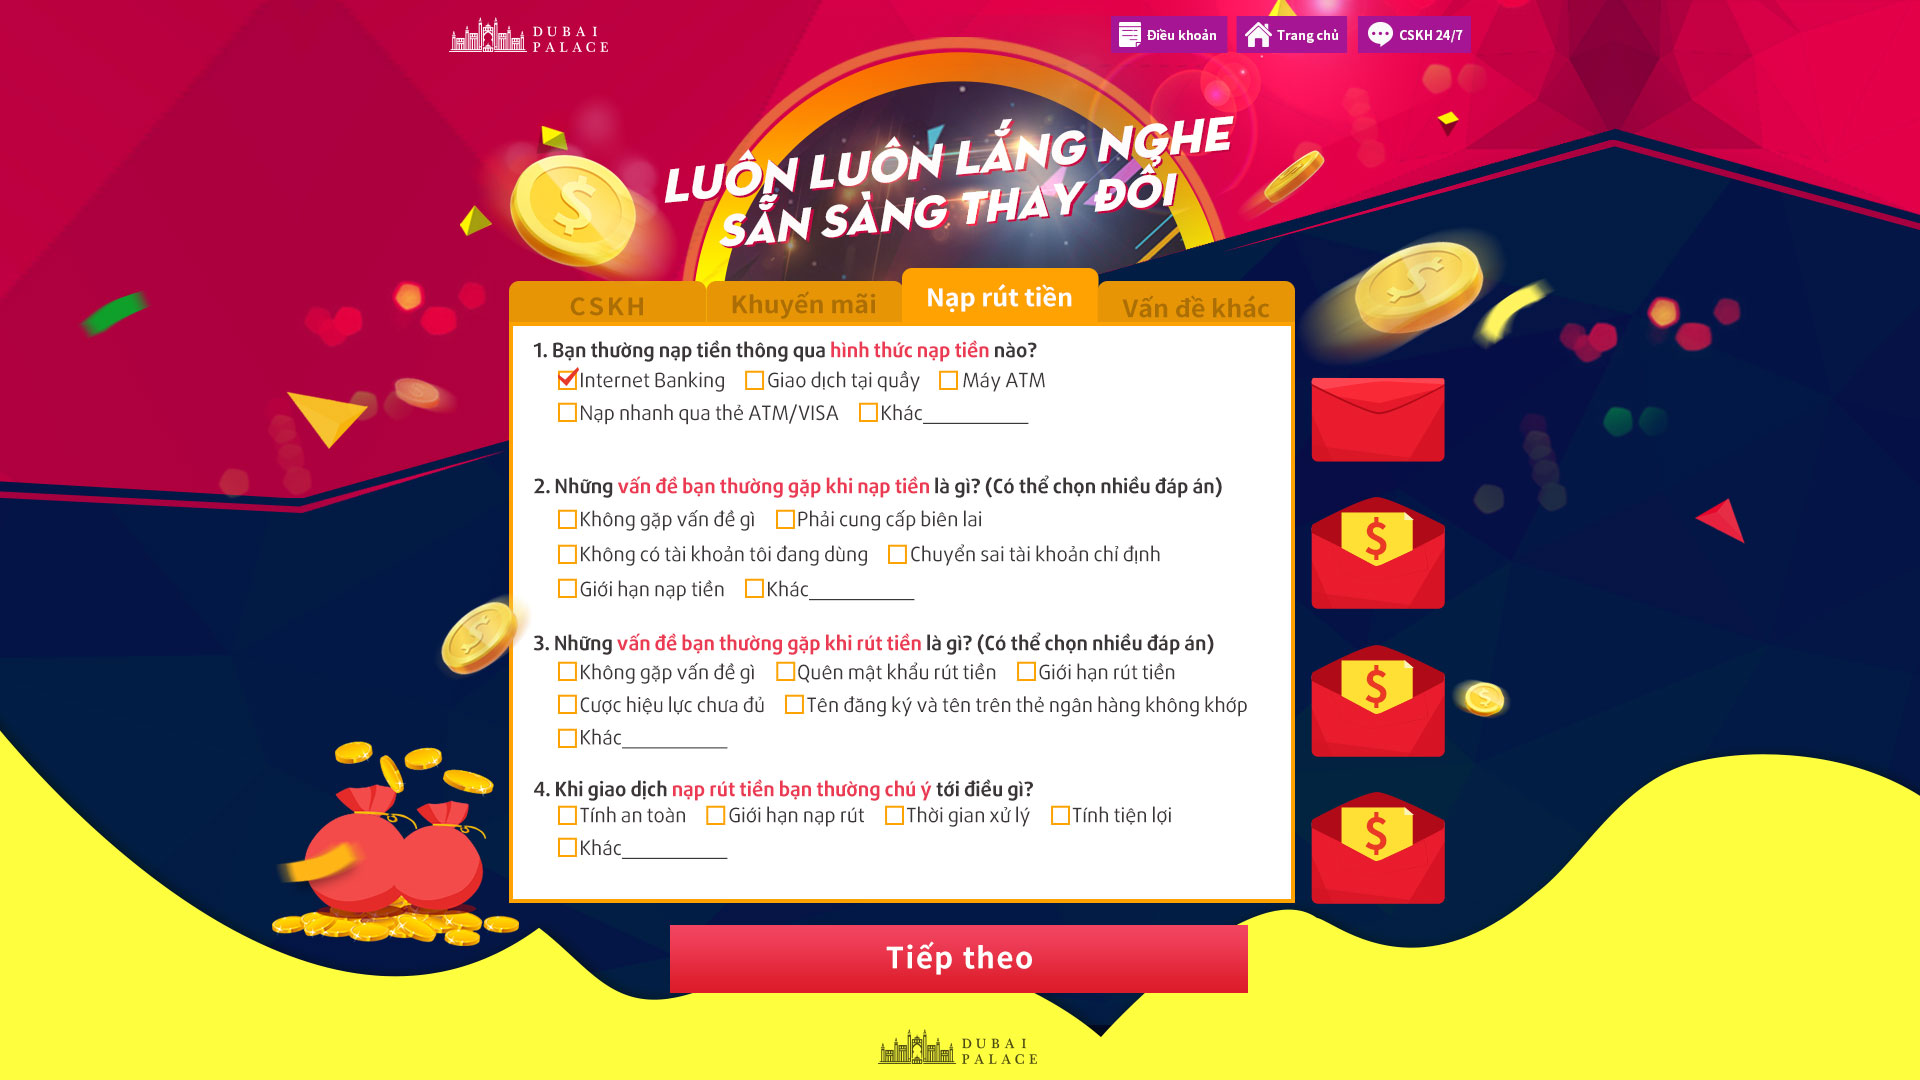 DUBAI
PALACE
Điều khoản
Trang chủ
CSKH 24/7
LUÔN LUÔN LẮNG NGHE
SẴN SÀNG THAY ĐỔI
CSKH
Khuyến mãi
Nạp rút tiền
Vấn đề khác
1. Bạn thường nạp tiền thông qua hình thức nạp tiền nào?
Internet Banking Giao dịch tại quầy Máy ATM
Nạp nhanh qua thẻ ATM/VISA Khác__________
2. Những vấn đề bạn thường gặp khi nạp tiền là gì? (Có thể chọn nhiều đáp án)
Không gặp vấn đề gì Phải cung cấp biên lai
Không có tài khoản tôi đang dùng Chuyển sai tài khoản chỉ định
Giới hạn nạp tiền Khác__________
3. Những vấn đề bạn thường gặp khi rút tiền là gì? (Có thể chọn nhiều đáp án)
Không gặp vấn đề gì Quên mật khẩu rút tiền Giới hạn rút tiền
Cược hiệu lực chưa đủ Tên đăng ký và tên trên thẻ ngân hàng không khớp
Khác__________
4. Khi giao dịch nạp rút tiền bạn thường chú ý tới điều gì?
Tính an toàn Giới hạn nạp rút Thời gian xử lý Tính tiện lợi
Khác__________
$
$
$
Tiếp theo
DUBAI
PALACE